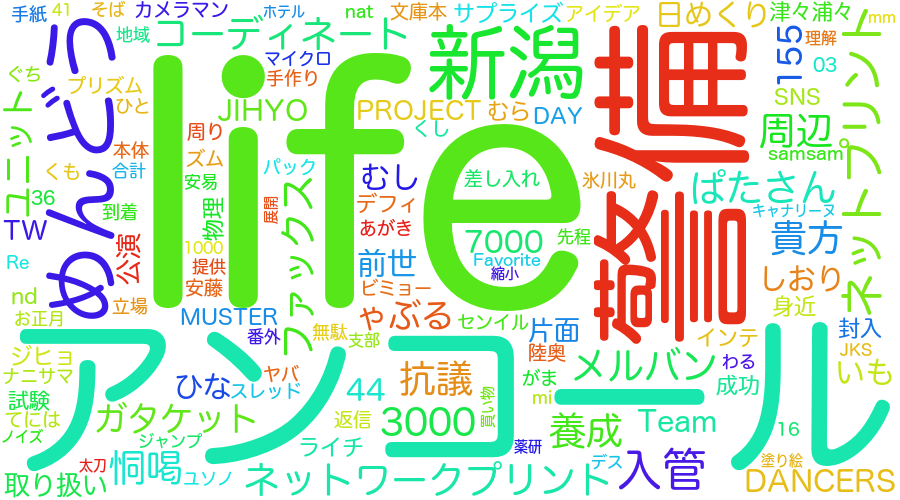 手紙 41 そば カメラマン ホテル nat 文庫本 サプライズ アイデア 日めくり 津々浦々 mm
めんどう 地域 コーディネート マイクロ 手作り 新潟 警備 155 理解 03
ぐち プリズム ひと JIHYO PROJECT むら DAY SNS ネットプリント
ユニット 周り くし 周辺 samsam
life
本体 ズム パック むし 差し入れ 氷川丸 ぱたさん
くも 合計 安易 デフィ キャナリーヌ
36 到着 物理 展開 ファックス あがき 7000 先程 貴方
TW 公演 1000 前世 Favorite
Re 提供 縮小 しおり
nd 立場 安藤 ビミョー 身近
お正月 MUSTER ゃぶる センイル 片面 インテ 封入
アンコール
番外 無駄 支部
ジヒョ ヤバ 陸奥 メルバン わる JKS
ナニサマ ひな スレッド 44 抗議 がま 成功 いも
試験 mi
てには ガタケット 返信 3000 買い物 養成 Team 16
ノイズ ジャンプ ライチ 薬研
太刀 恫喝 デス 入管 塗り絵
取り扱い ユソノ ネットワークプリント DANCERS